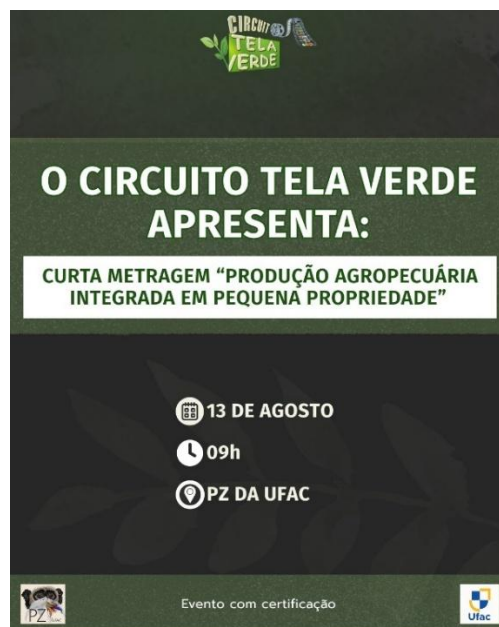 CIRCUITO
TELA
VERDE
O CIRCUITO TELA VERDE
APRESENTA:
CURTA METRAGEM “PRODUÇÃO AGROPECUÁRIA
INTEGRADA EM PEQUENA PROPRIEDADE”
13 DE AGOSTO
09h
PZ DA UFAC
PZ
Evento com certificação
Ufac